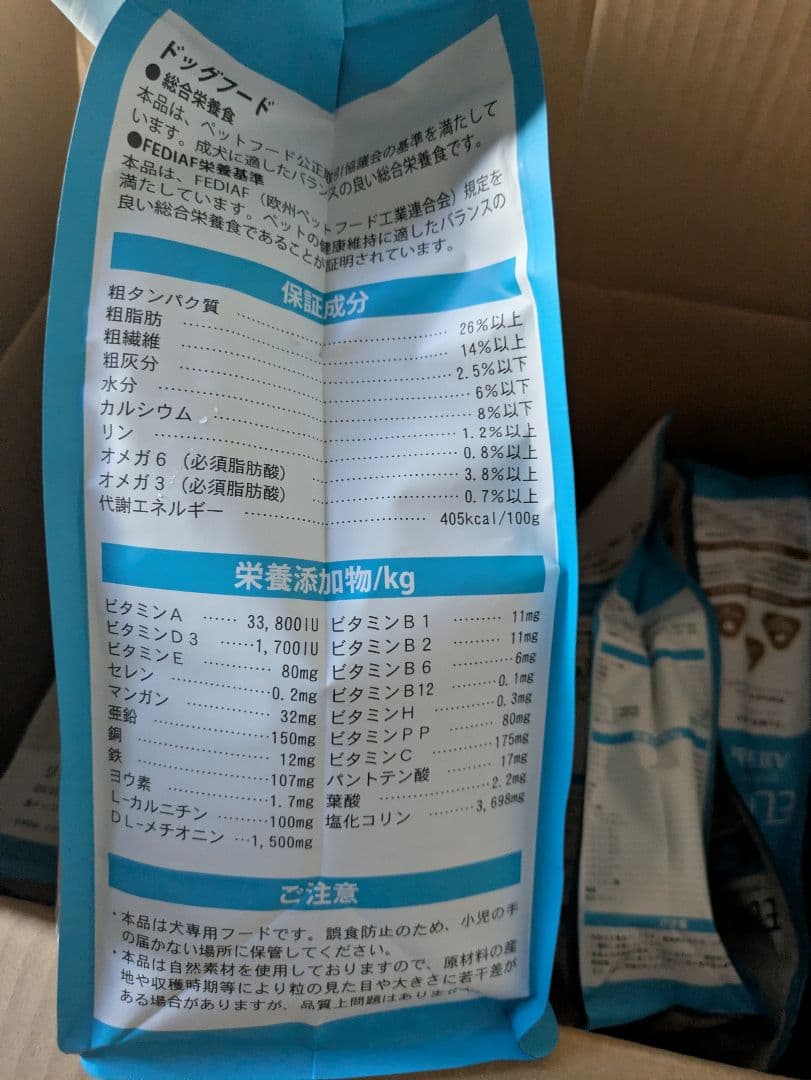 ドッグフード
●総合栄養食
本品は、ペットフード公正取引協議会の基準を満たして
います。成犬に適したバランスの良い総合栄養食です。
●FEDIAF栄養基準
本品は、FEDIAF（欧州ペットフード工業連合会）規定を
満たしています。ペットの健康維持に適したバランスの
良い総合栄養食であることが証明されています。
保証成分
粗タンパク質 26%以上
粗脂肪 14%以上
粗繊維 2.5%以下
粗灰分 6%以下
水分 8%以下
カルシウム 1.2%以上
リン 0.8%以上
オメガ6（必須脂肪酸） 3.8%以上
オメガ3（必須脂肪酸） 0.7%以上
代謝エネルギー 405kcal/100g
栄養添加物/kg
ビタミンA 33,800IU
ビタミンD3 1,700IU
ビタミンE 80mg
セレン 0.2mg
マンガン 32mg
亜鉛 150mg
銅 12mg
鉄 107mg
ヨウ素 1.7mg
L-カルニチン 100mg
DL-メチオニン 1,500mg
ビタミンB1 11mg
ビタミンB2 11mg
ビタミンB6 6mg
ビタミンB12 0.1mg
ビタミンH 0.3mg
ビタミンPP 80mg
ビタミンC 175mg
パントテン酸 17mg
葉酸 2.2mg
塩化コリン 3,698mg
ご注意
・本品は犬専用フードです。誤食防止のため、小児の手
の届かない場所に保管してください。
・本品は自然素材を使用しておりますので、原材料の産
地や収穫時期等により粒の見た目や大きさに若干差が
ある場合がありますが、品質上問題はありません。